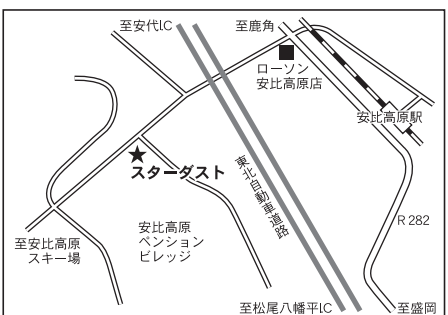 至安代I.C
至鹿角
ローソン
安比高原店
安比高原駅
★
スターダスト
東北自動車道路
R 282
安比高原
ペンション
ビレッジ
至安比高原
スキー場
至松尾八幡平I.C
至盛岡